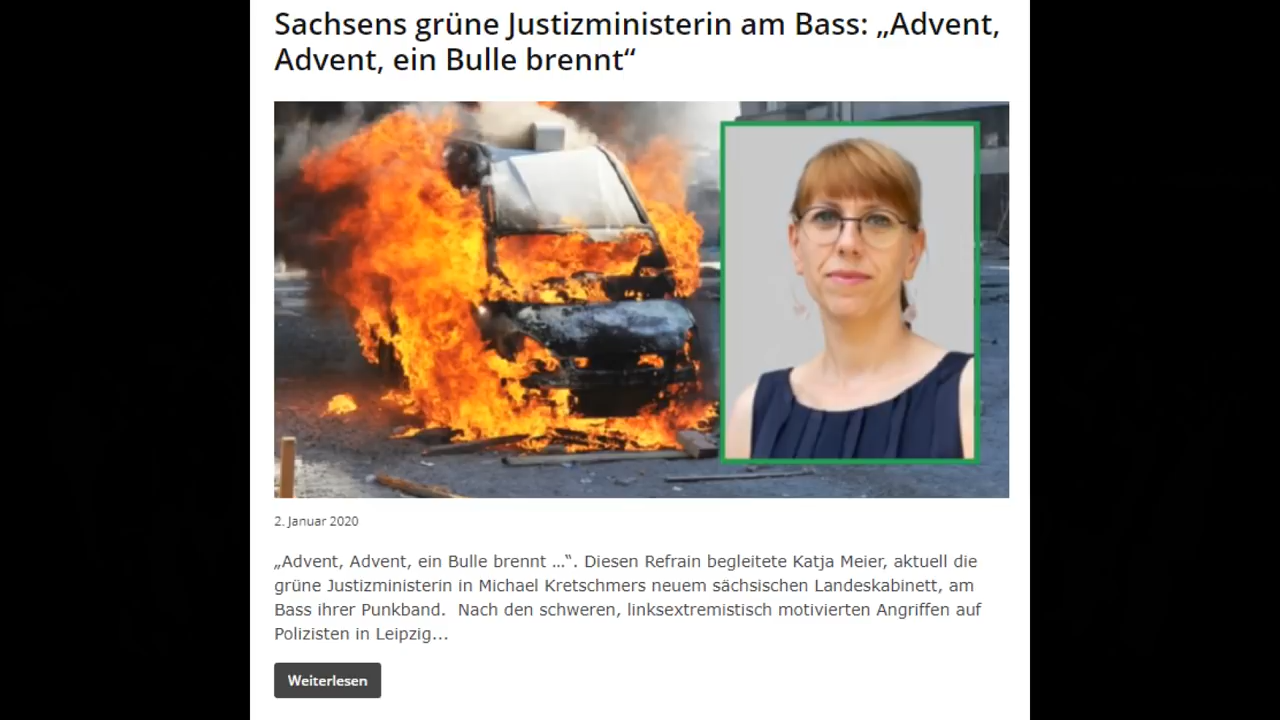 Sachsens grüne Justizministerin am Bass: „Advent,
Advent, ein Bulle brennt“
2. Januar 2020
„Advent, Advent, ein Bulle brennt …“. Diesen Refrain begleitete Katja Meier, aktuell die
grüne Justizministerin in Michael Kretschmers neuem sächsischen Landeskabinett, am
Bass ihrer Punkband.  Nach den schweren, linksextremistisch motivierten Angriffen auf
Polizisten in Leipzig…
Weiterlesen